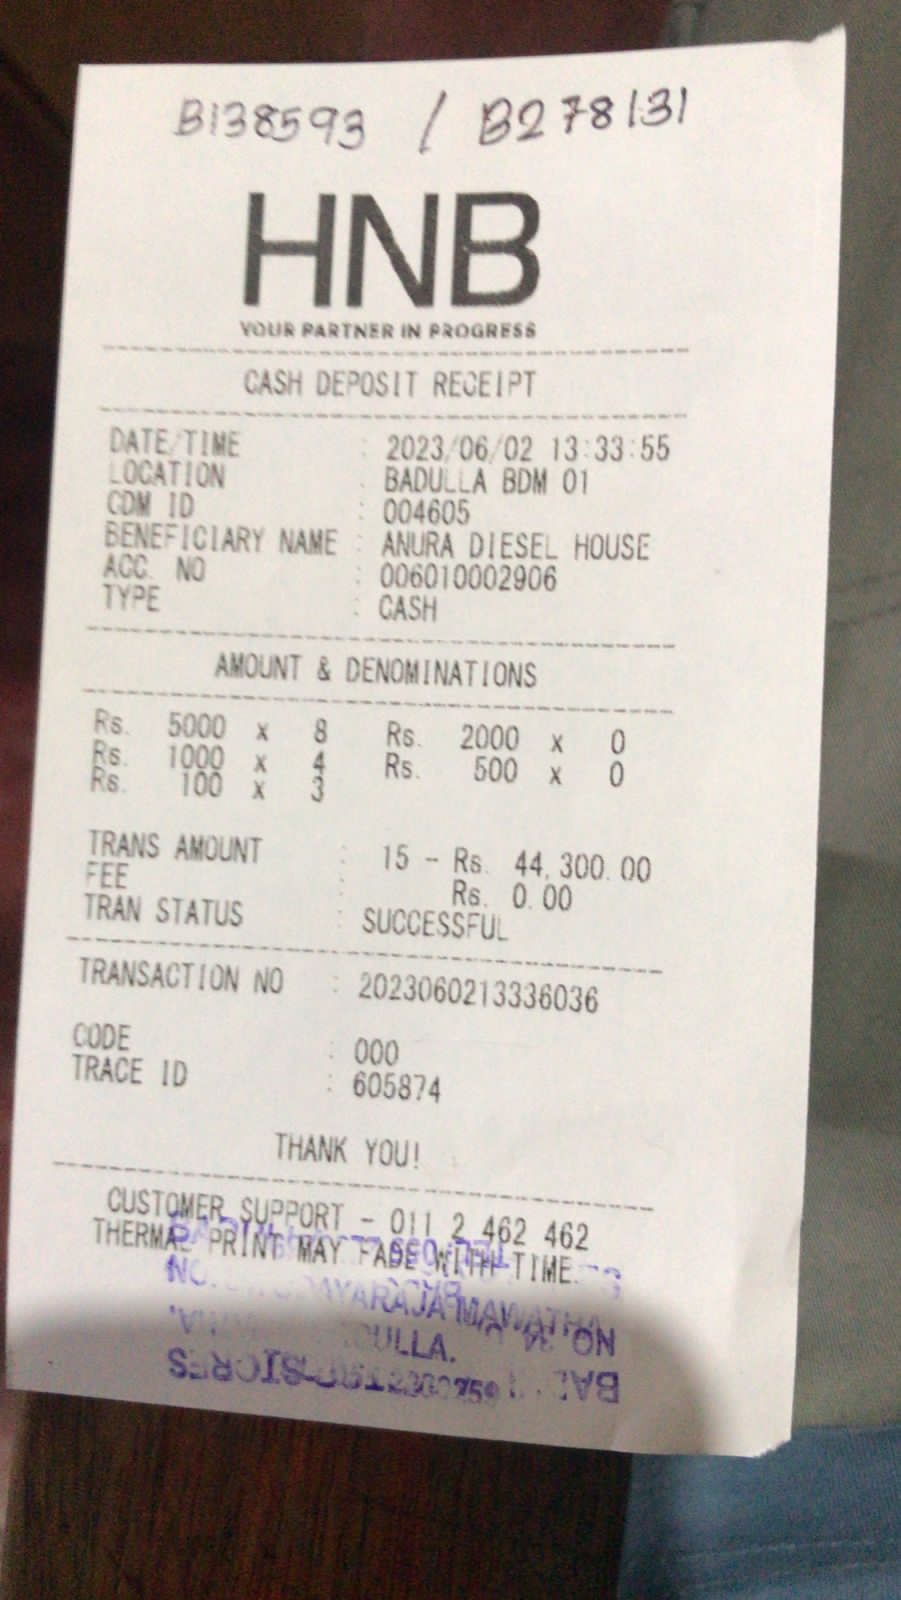 B138593 / B278131
HNB
YOUR PARTNER IN PROGRESS
CASH DEPOSIT RECEIPT
DATE/TIME : 2023/06/02 13:33:55
LOCATION : BADULLA BDM 01
CDM ID : 004605
BENEFICIARY NAME : ANURA DIESEL HOUSE
ACC. NO : 006010002906
TYPE : CASH
AMOUNT & DENOMINATIONS
Rs. 5000 x 8 Rs. 2000 x 0
Rs. 1000 x 4 Rs. 500 x 0
Rs. 100 x 3
TRANS AMOUNT : 15 - Rs. 44,300.00
FEE : Rs. 0.00
TRAN STATUS : SUCCESSFUL
TRANSACTION NO : 2023060213336036
CODE : 000
TRACE ID : 605874
THANK YOU!
CUSTOMER SUPPORT - 011 2 462 462
THERMAL PRINT MAY FADE WITH TIME.
MAWATHA